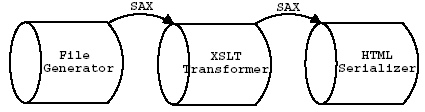 SAX
SAX
File
Generator
XSLT
Transformer
HTML
Serializer